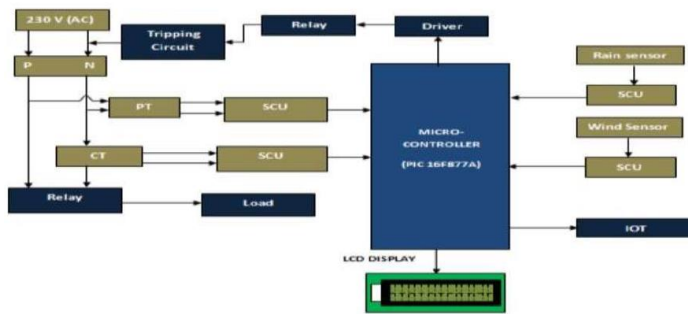 230 V (AC)
Tripping
Circuit
Relay
Driver
P N
Rain sensor
SCU
PT
SCU
MICRO-
CONTROLLER
(PIC 16F877A)
Wind Sensor
SCU
CT
SCU
Relay
Load
IOT
LCD DISPLAY